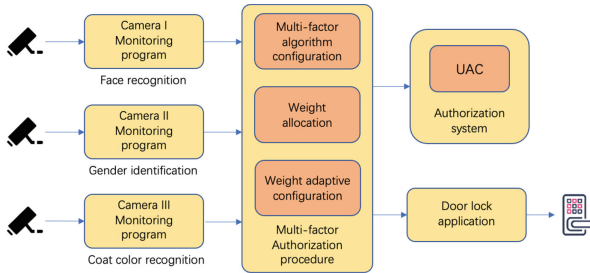 Camera I
Monitoring
program
Face recognition
Camera II
Monitoring
program
Gender identification
Camera III
Monitoring
program
Coat color recognition
Multi-factor
algorithm
configuration
Weight
allocation
Weight adaptive
configuration
Multi-factor
Authorization
procedure
UAC
Authorization
system
Door lock
application